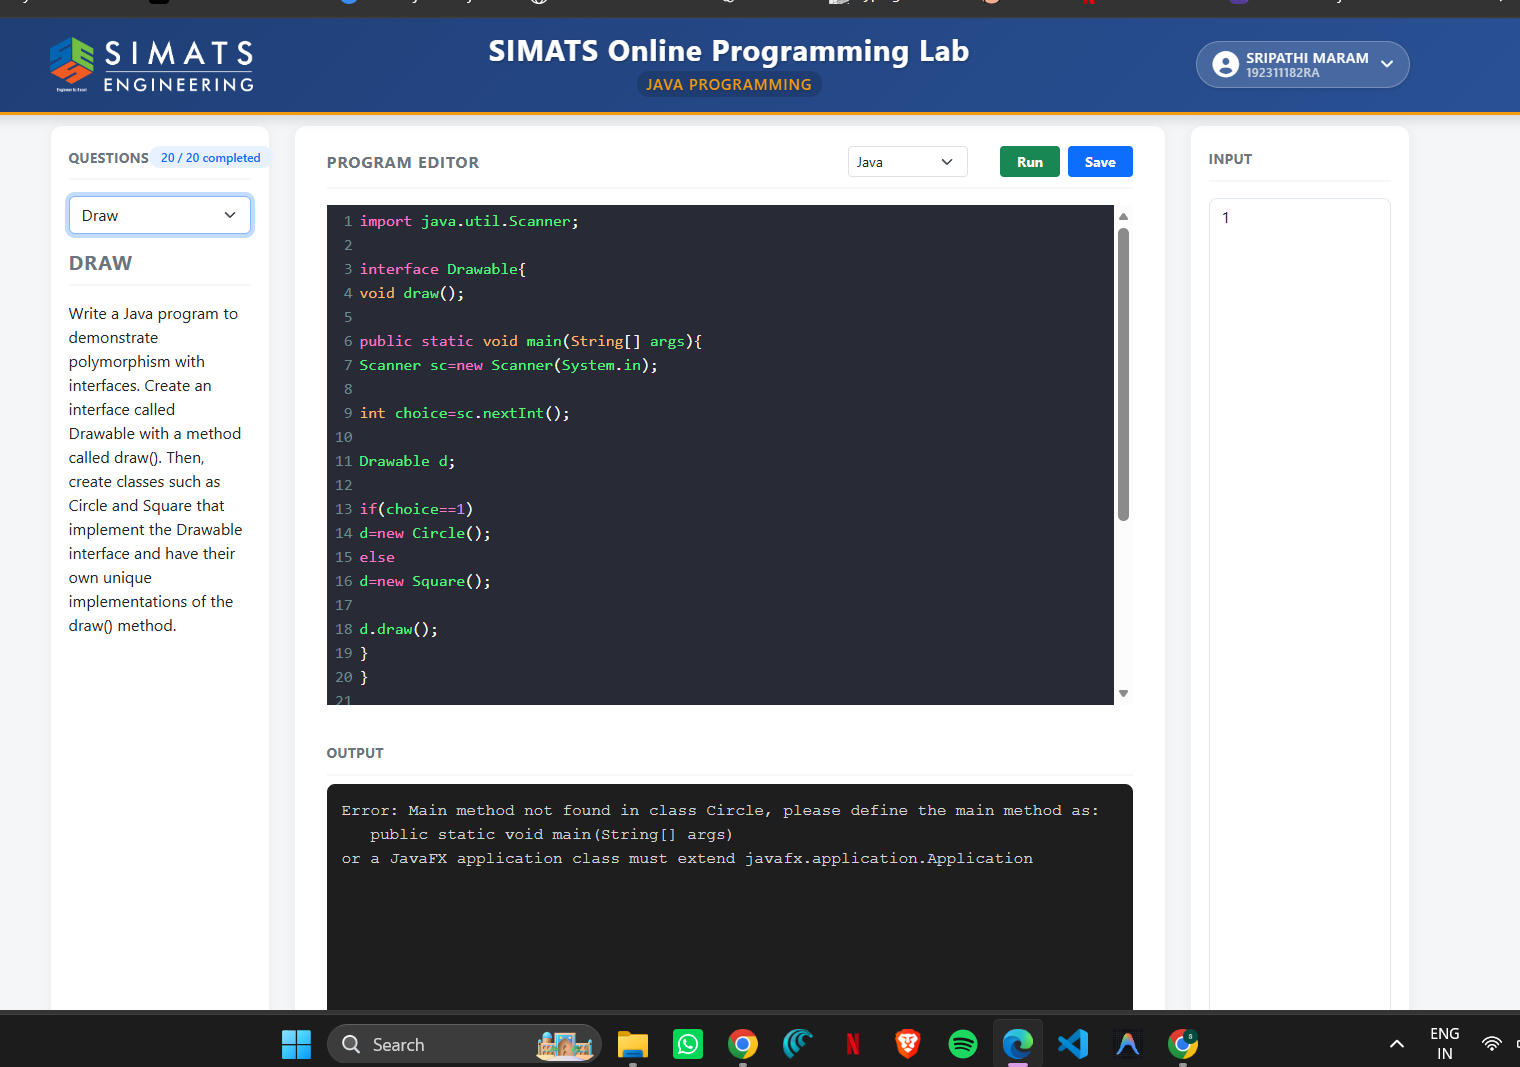 SIMATS
ENGINEERING
Engineer to Excel
SIMATS Online Programming Lab
JAVA PROGRAMMING
SRIPATHI MARAM
192311182RA
QUESTIONS
20 / 20 completed
Draw
DRAW
Write a Java program to
demonstrate
polymorphism with
interfaces. Create an
interface called
Drawable with a method
called draw(). Then,
create classes such as
Circle and Square that
implement the Drawable
interface and have their
own unique
implementations of the
draw() method.
PROGRAM EDITOR
Java
Run
Save
1 import java.util.Scanner;
2
3 interface Drawable{
4 void draw();
5
6 public static void main(String[] args){
7 Scanner sc=new Scanner(System.in);
8
9 int choice=sc.nextInt();
10
11 Drawable d;
12
13 if(choice==1)
14 d=new Circle();
15 else
16 d=new Square();
17
18 d.draw();
19 }
20 }
21
OUTPUT
Error: Main method not found in class Circle, please define the main method as:
public static void main(String[] args)
or a JavaFX application class must extend javafx.application.Application
INPUT
1
Search
ENG
IN